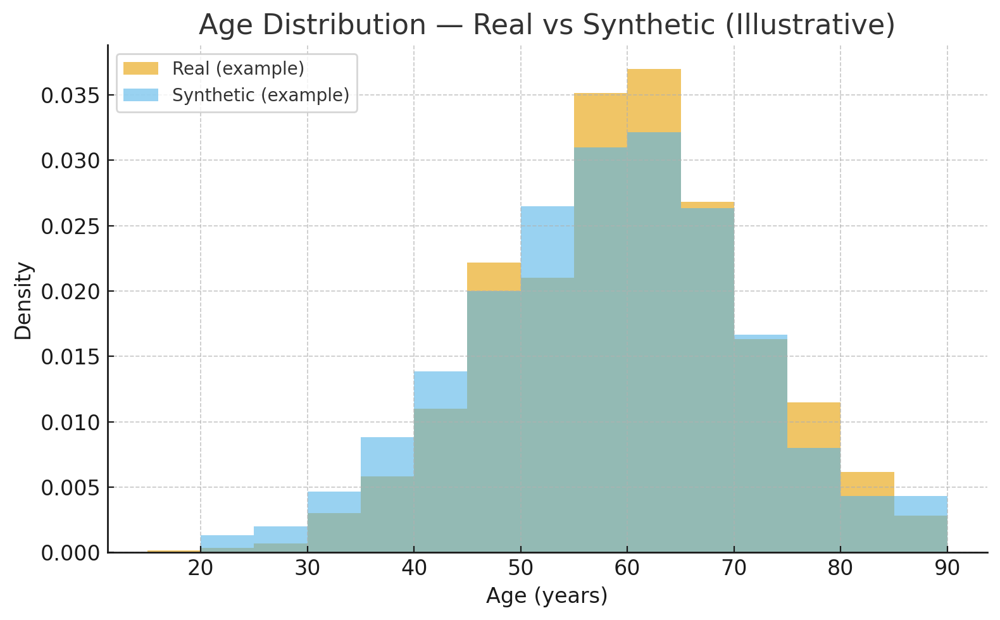 Age Distribution — Real vs Synthetic (Illustrative)
Real (example)
Synthetic (example)
0.035
0.030
0.025
0.020
0.015
0.010
0.005
0.000
Density
20 30 40 50 60 70 80 90
Age (years)